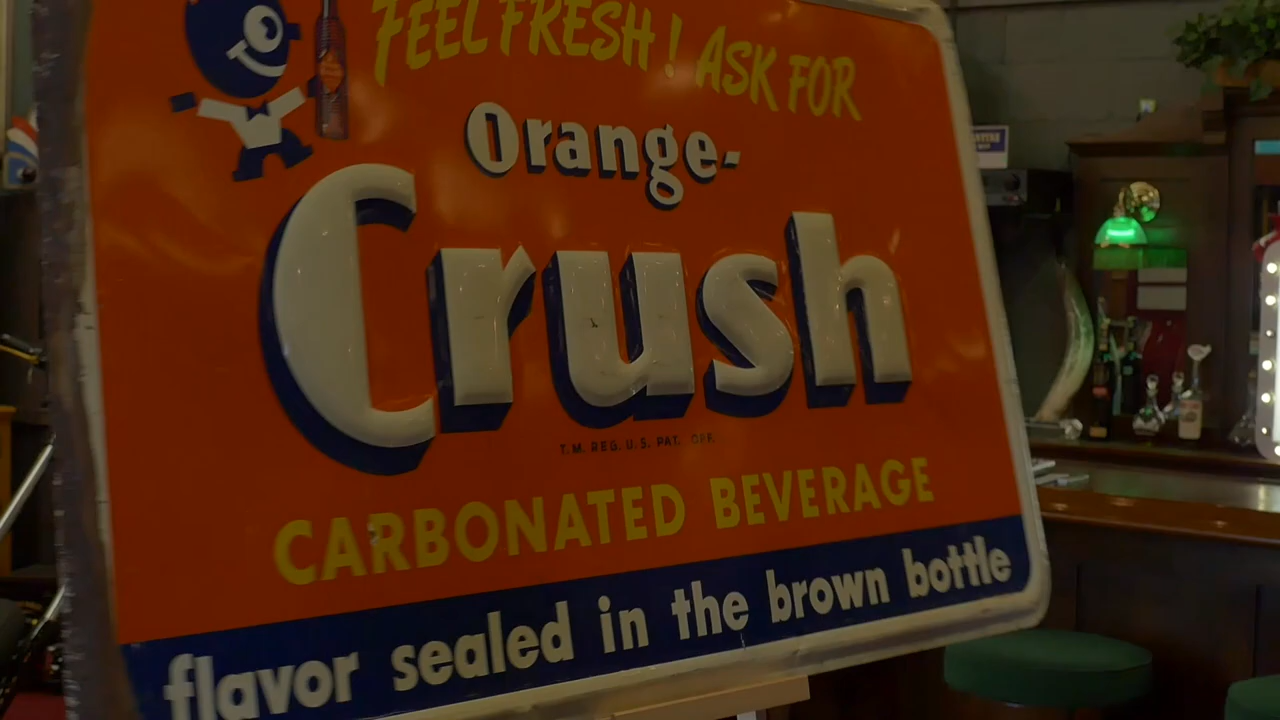 FEEL FRESH! ASK FOR
Orange-
Crush
T.M. REG. U.S. PAT. OFF.
CARBONATED BEVERAGE
flavor sealed in the brown bottle